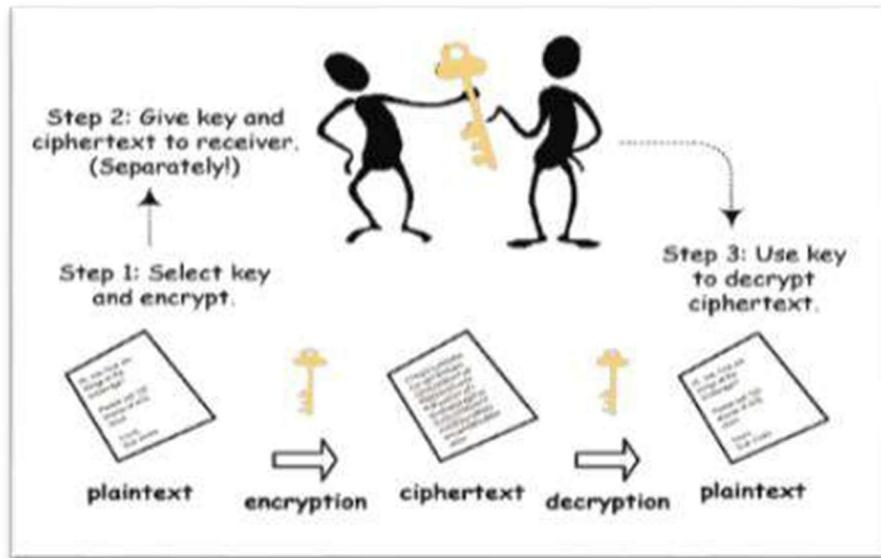 Step 2: Give key and
ciphertext to receiver.
(Separately!)
Step 1: Select key
and encrypt.
Step 3: Use key
to decrypt
ciphertext.
plaintext
encryption
ciphertext
decryption
plaintext